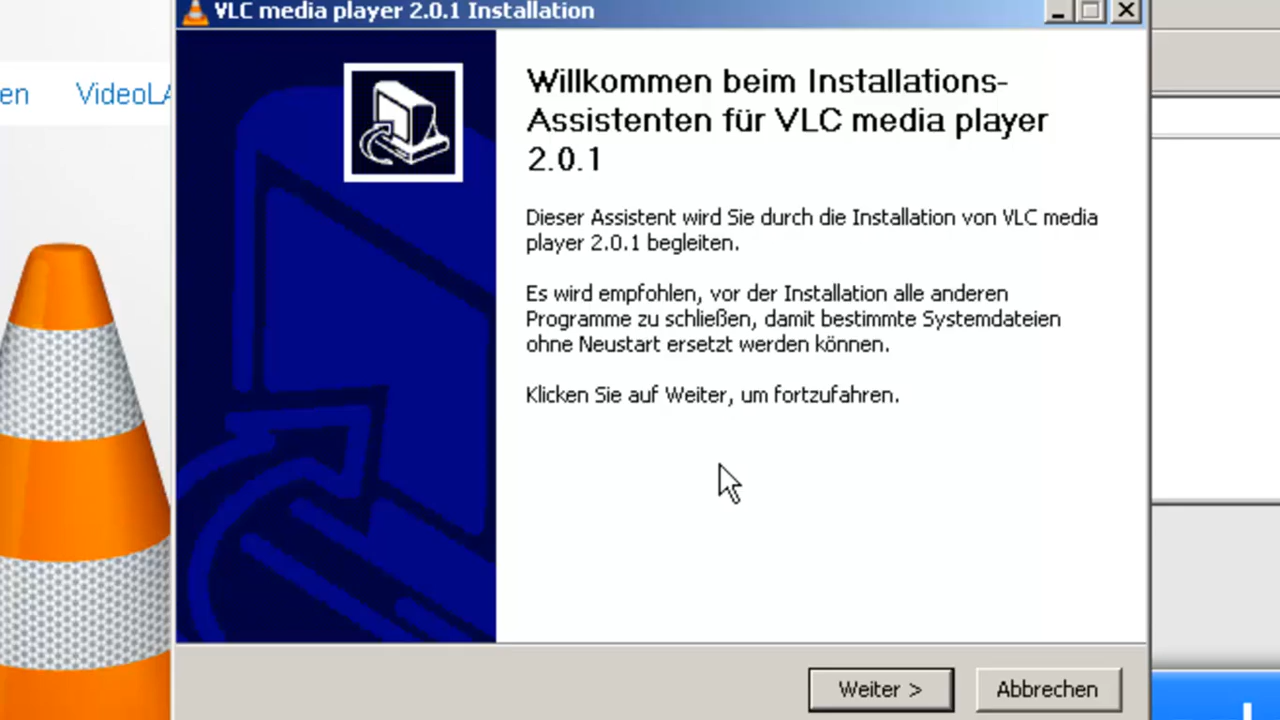 VLC media player 2.0.1 Installation
en VideoLA
Willkommen beim Installations-
Assistenten für VLC media player
2.0.1
Dieser Assistent wird Sie durch die Installation von VLC media
player 2.0.1 begleiten.
Es wird empfohlen, vor der Installation alle anderen
Programme zu schließen, damit bestimmte Systemdateien
ohne Neustart ersetzt werden können.
Klicken Sie auf Weiter, um fortzufahren.
Weiter >
Abbrechen